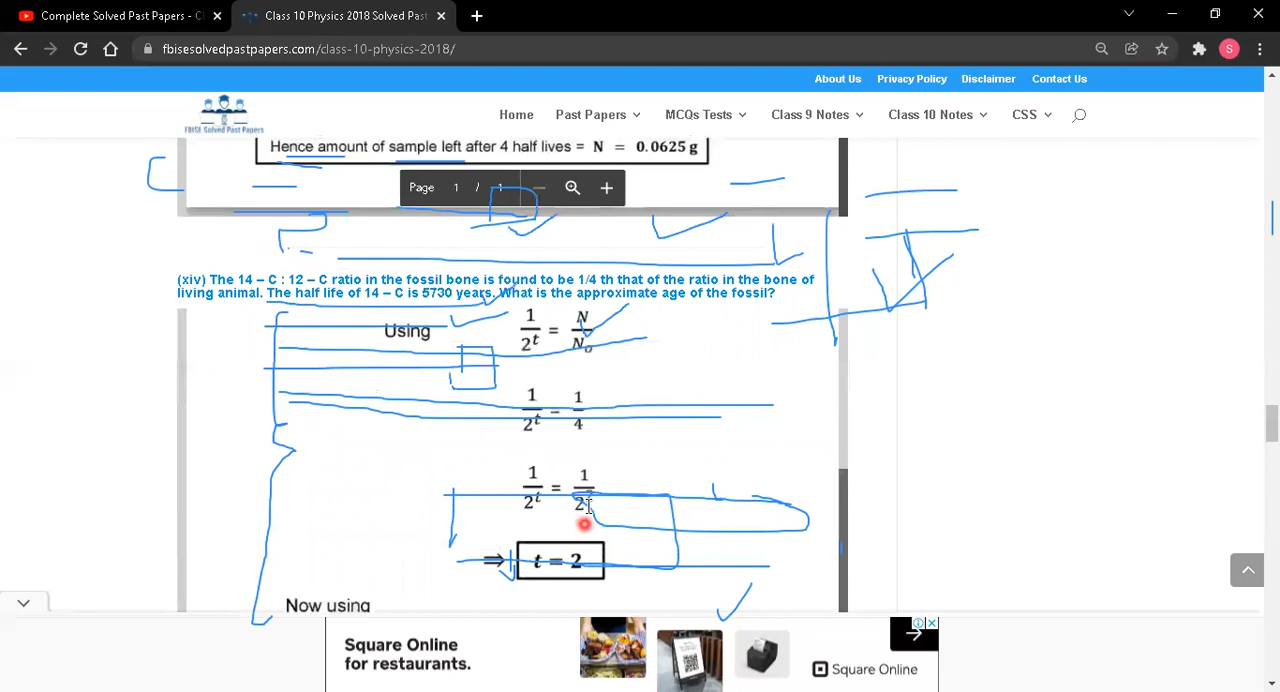 Complete Solved Past Papers - C
Class 10 Physics 2018 Solved Past
fbisesolvedpastpapers.com/class-10-physics-2018/
S
About Us Privacy Policy Disclaimer Contact Us
FBISE Solved Past Papers
Home Past Papers MCQs Tests Class 9 Notes Class 10 Notes CSS
Hence amount of sample left after 4 half lives = N = 0.0625 g
Page 1 / 1
(xiv) The 14 – C : 12 – C ratio in the fossil bone is found to be 1/4 th that of the ratio in the bone of
living animal. The half life of 14 – C is 5730 years. What is the approximate age of the fossil?
Using 1/2^t = N/N₀
1/2^t = 1/4
1/2^t = 1/2²
⇒ t = 2
Now using
Square Online
for restaurants.
Square Online